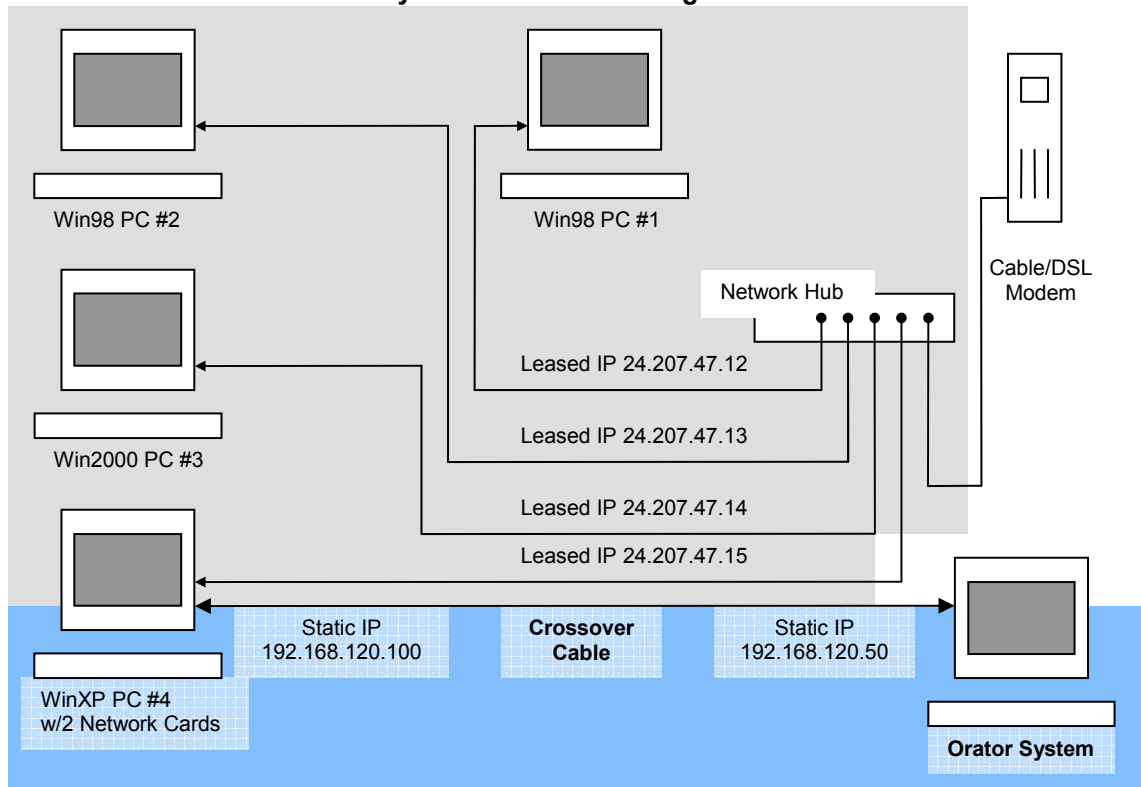 Win98 PC #2
Win98 PC #1
Cable/DSL
Modem
Network Hub
Leased IP 24.207.47.12
Leased IP 24.207.47.13
Win2000 PC #3
Leased IP 24.207.47.14
Leased IP 24.207.47.15
Static IP
192.168.120.100
Crossover
Cable
Static IP
192.168.120.50
WinXP PC #4
w/2 Network Cards
Orator System